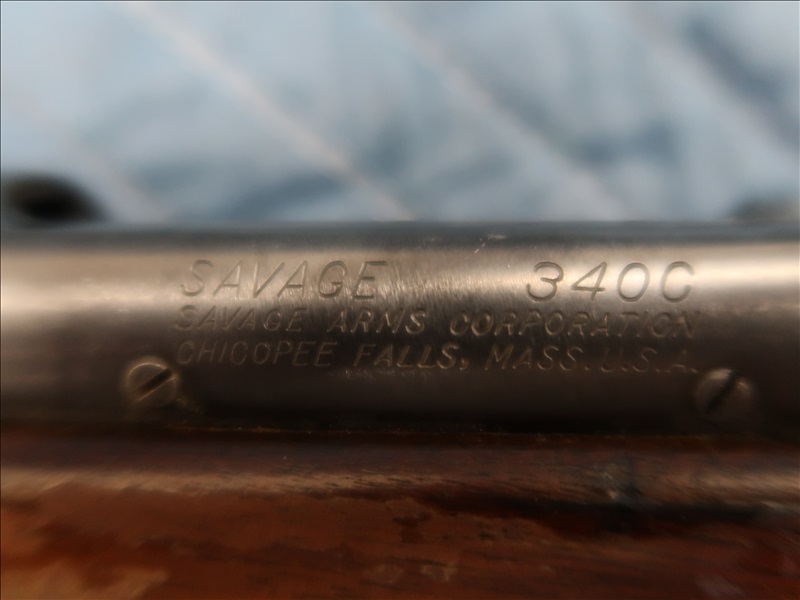 SAVAGE 340C
SAVAGE ARMS CORPORATION
CHICOPEE FALLS, MASS. U.S.A.